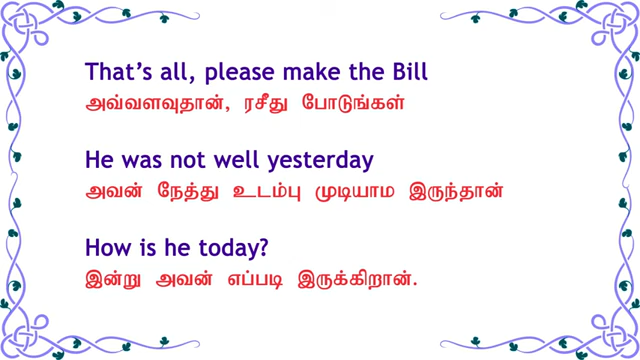 That’s all, please make the Bill
அவ்வளவுதான், ரசீது போடுங்கள்
He was not well yesterday
அவன் நேத்து உடம்பு முடியாம இருந்தான்
How is he today?
இன்று அவன் எப்படி இருக்கிறான்.